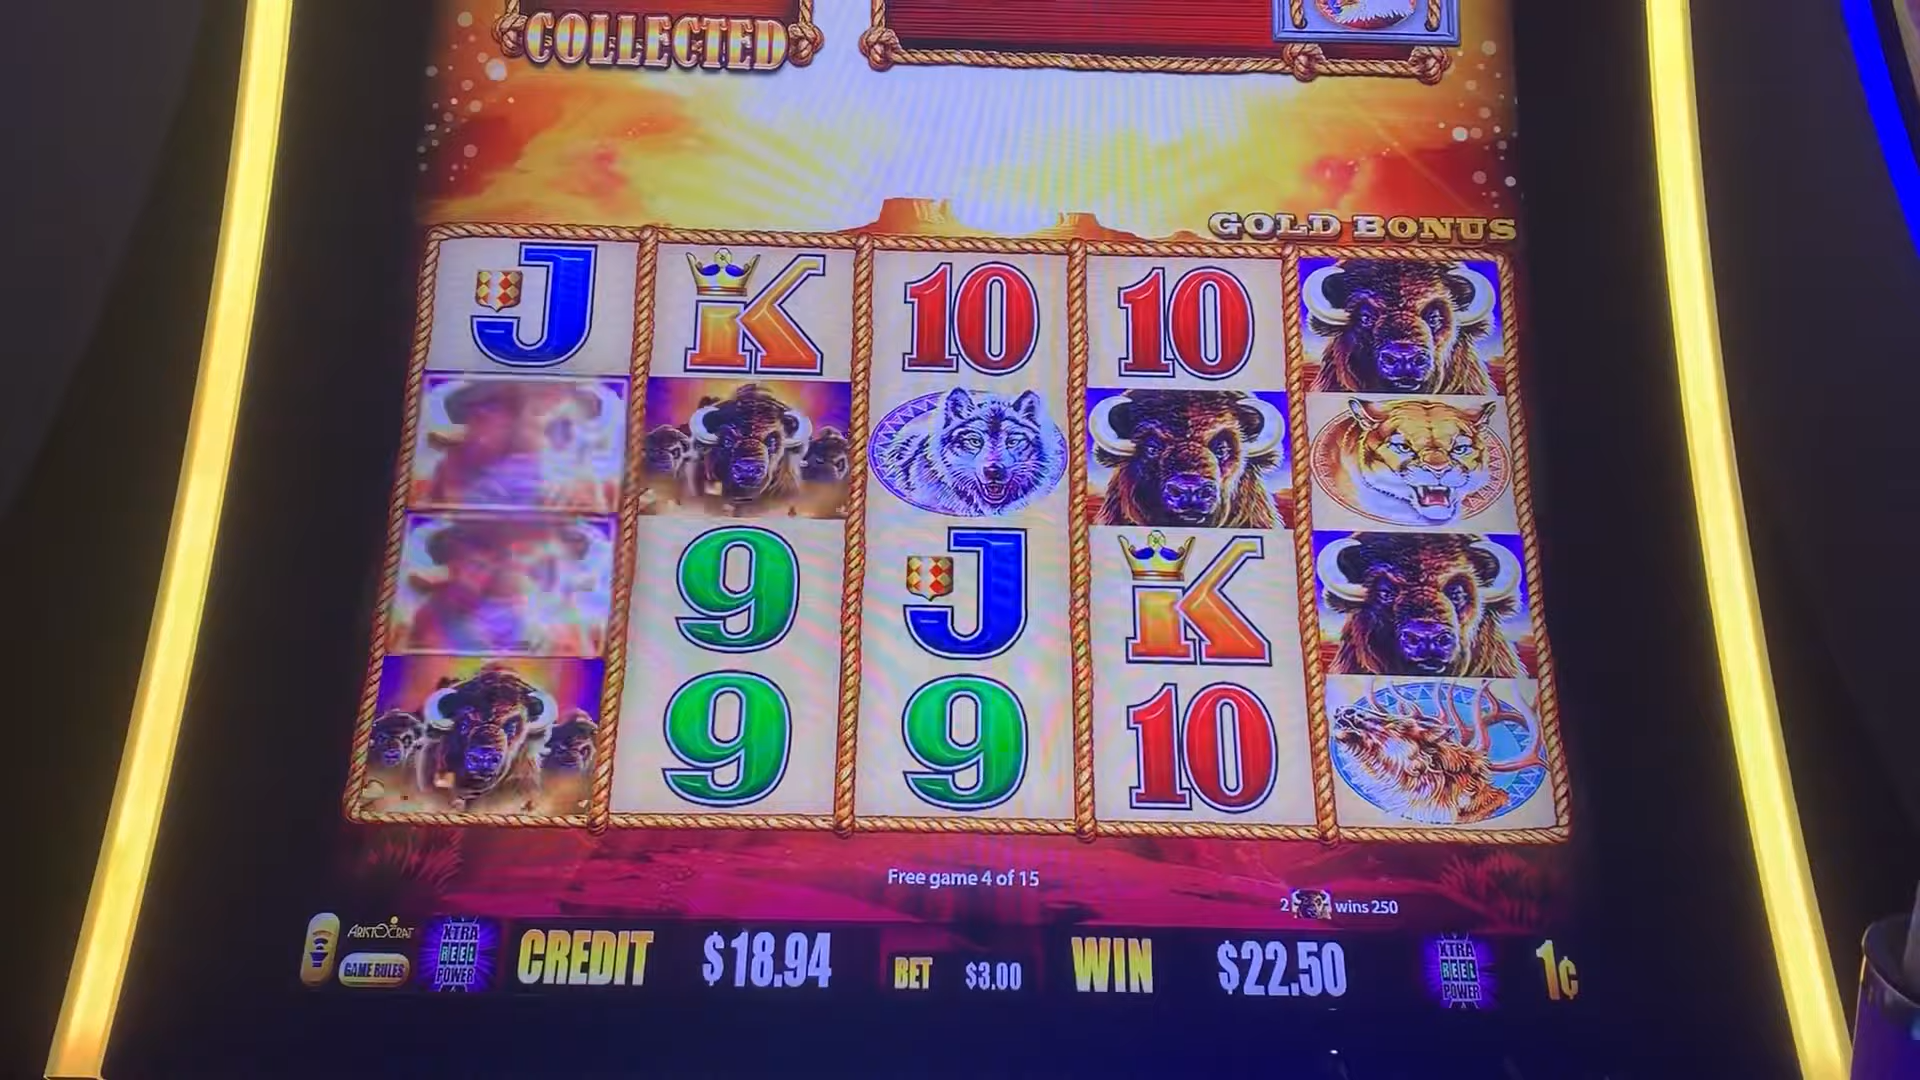 COLLECTED
GOLD BONUS
J K 10 10
9 J K
9 9 10
Free game 4 of 15
2 wins 250
ARISTOCRAT
GAME RULES
XTRA REEL POWER
CREDIT $18.94
BET $3.00
WIN $22.50
XTRA REEL POWER
1¢